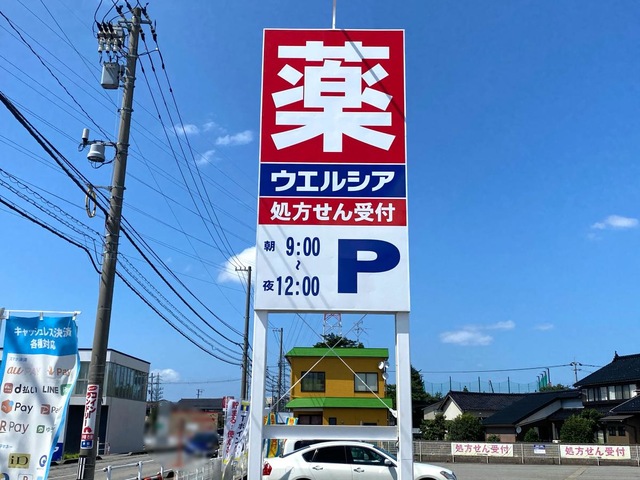 薬
ウエルシア
処方せん受付
朝 9:00
~
夜 12:00
P
キャッシュレス決済
各種対応
au PAY
d払い LINE
R Pay
iD
処方せん受付
処方せん受付